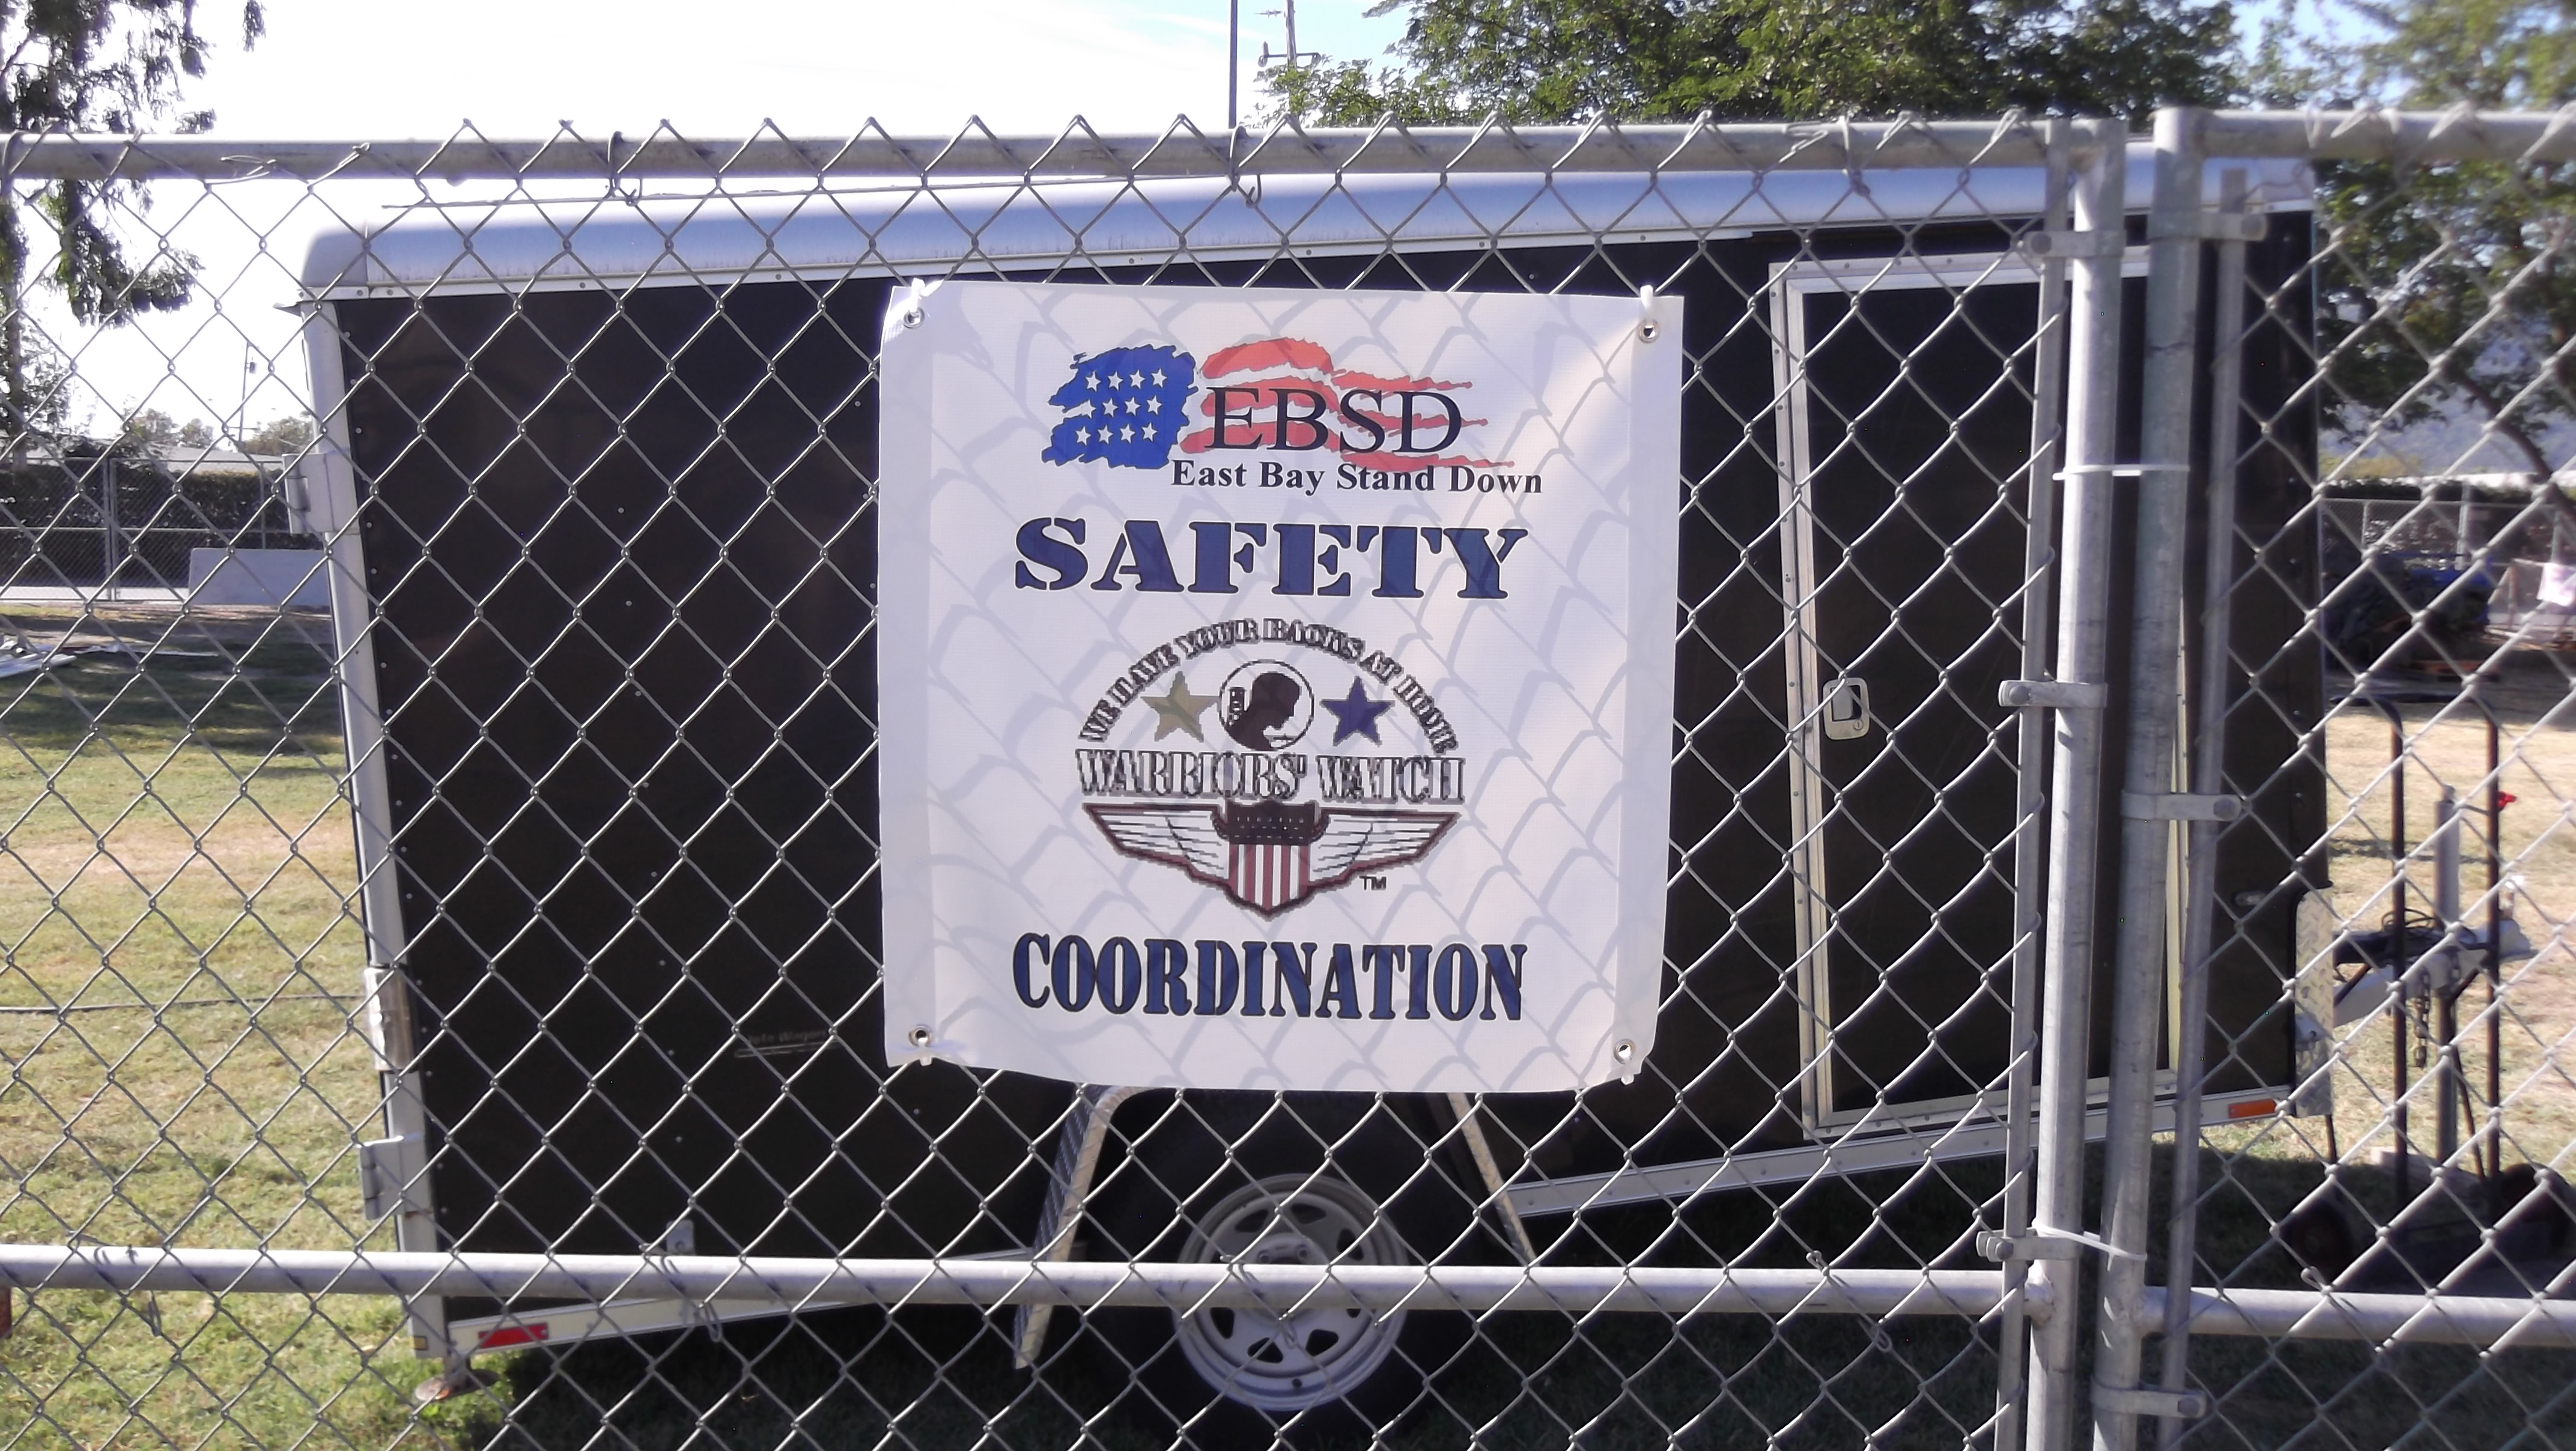 EBSD
East Bay Stand Down
SAFETY
WE HAVE YOUR BACKS AT HOME
WARRIORS' WATCH
TM
COORDINATION